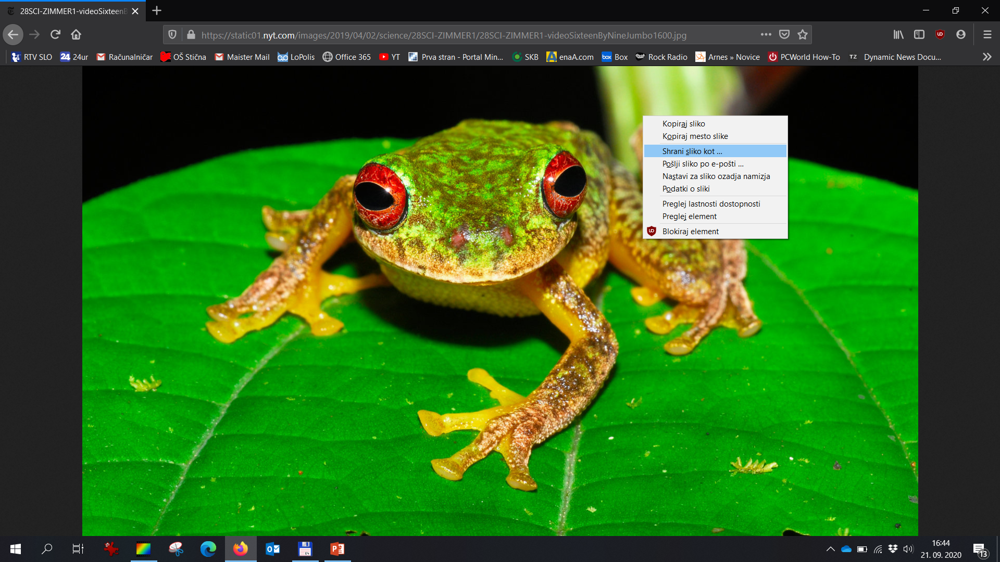 28SCI-ZIMMER1-videoSixteenB
https://static01.nyt.com/images/2019/04/02/science/28SCI-ZIMMER1/28SCI-ZIMMER1-videoSixteenByNineJumbo1600.jpg
RTV SLO 24 24ur Računalničar OŠ Stična Maister Mail LoPolis Office 365 YT Prva stran - Portal Min... SKB enaA.com box Box Rock Radio Arnes » Novice PCWorld How-To TZ Dynamic News Docu...
Kopiraj sliko
Kopiraj mesto slike
Shrani sliko kot ...
Pošlji sliko po e-pošti ...
Nastavi za sliko ozadja namizja
Podatki o sliki
Preglej lastnosti dostopnosti
Preglej element
Blokiraj element
16:44
21. 09. 2020
13